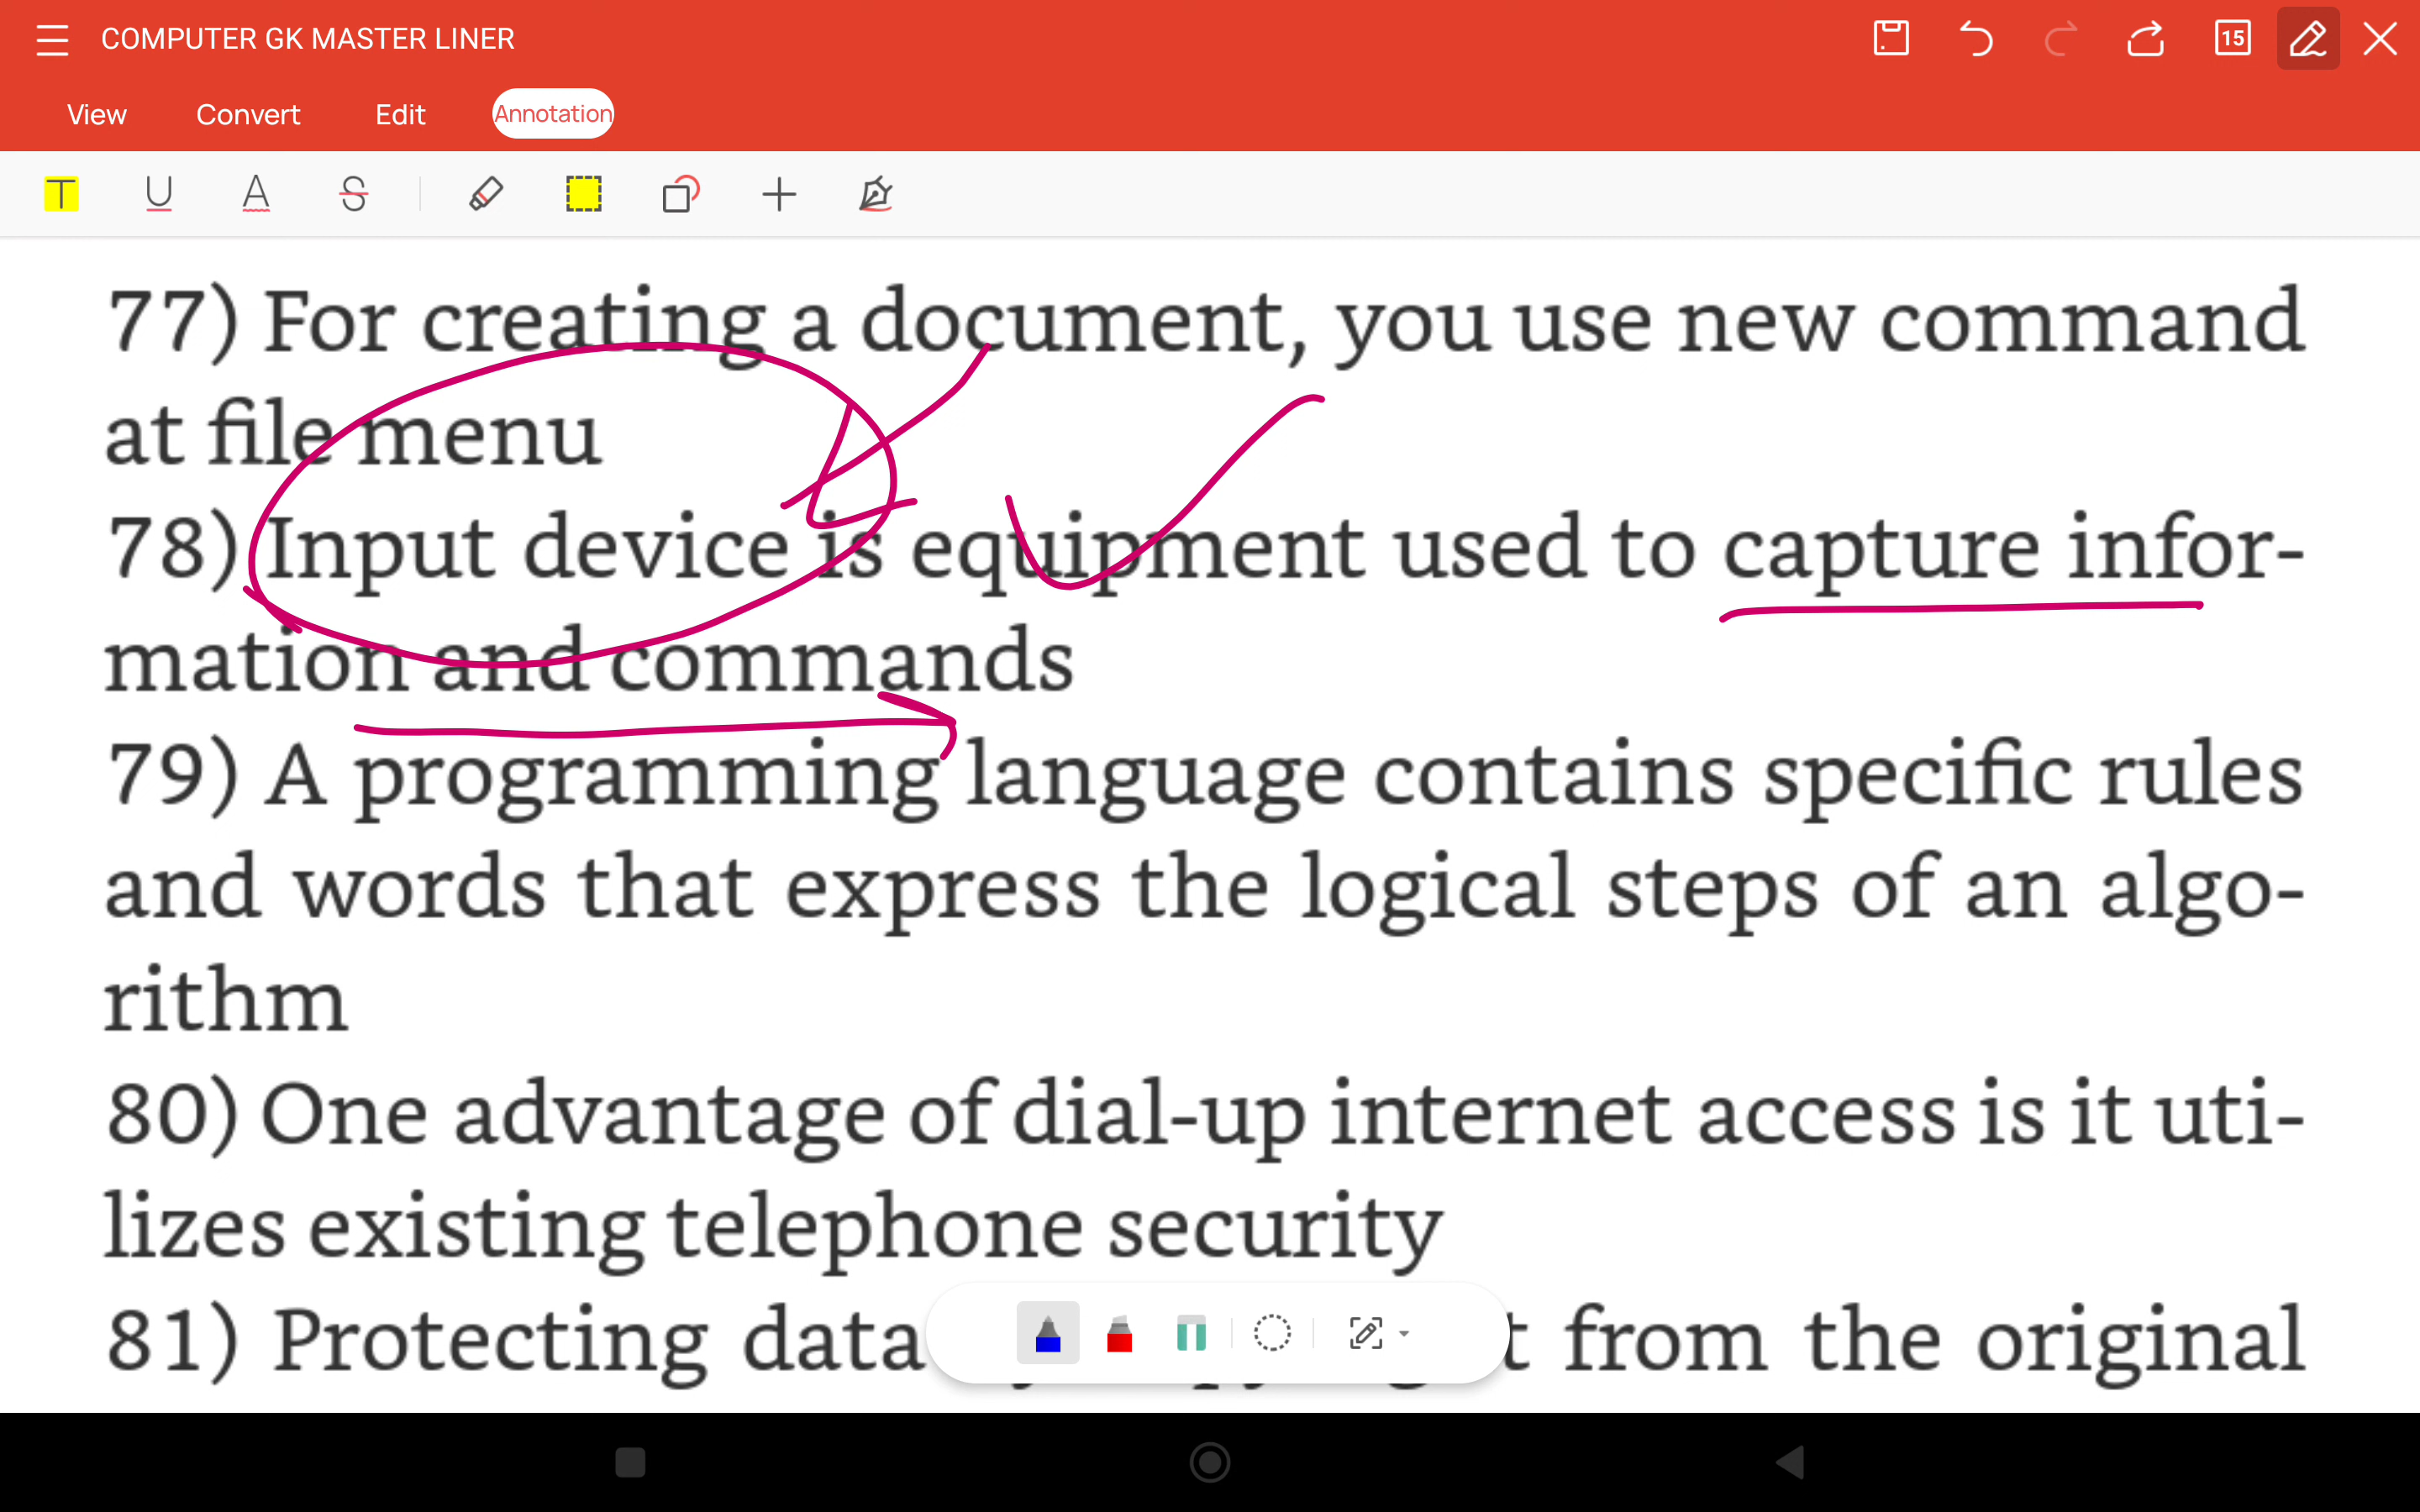 COMPUTER GK MASTER LINER
15
View Convert Edit Annotation
T U A S
77) For creating a document, you use new command
at file menu
78) Input device is equipment used to capture infor-
mation and commands
79) A programming language contains specific rules
and words that express the logical steps of an algo-
rithm
80) One advantage of dial-up internet access is it uti-
lizes existing telephone security
81) Protecting data from the original